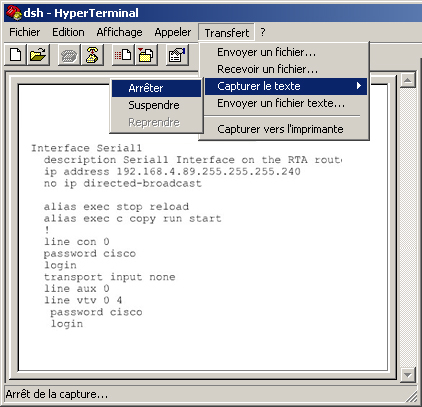 dsh - HyperTerminal
Fichier Edition Affichage Appeler Transfert ?
Envoyer un fichier...
Recevoir un fichier...
Capturer le texte
Envoyer un fichier texte...
Capturer vers l'imprimante
Arrêter
Suspendre
Reprendre
Interface Serial1
description Serial1 Interface on the RTA route
ip address 192.168.4.89.255.255.255.240
no ip directed-broadcast
alias exec stop reload
alias exec c copy run start
!
line con 0
password cisco
login
transport input none
line aux 0
line vtv 0 4
password cisco
login
Arrêt de la capture...